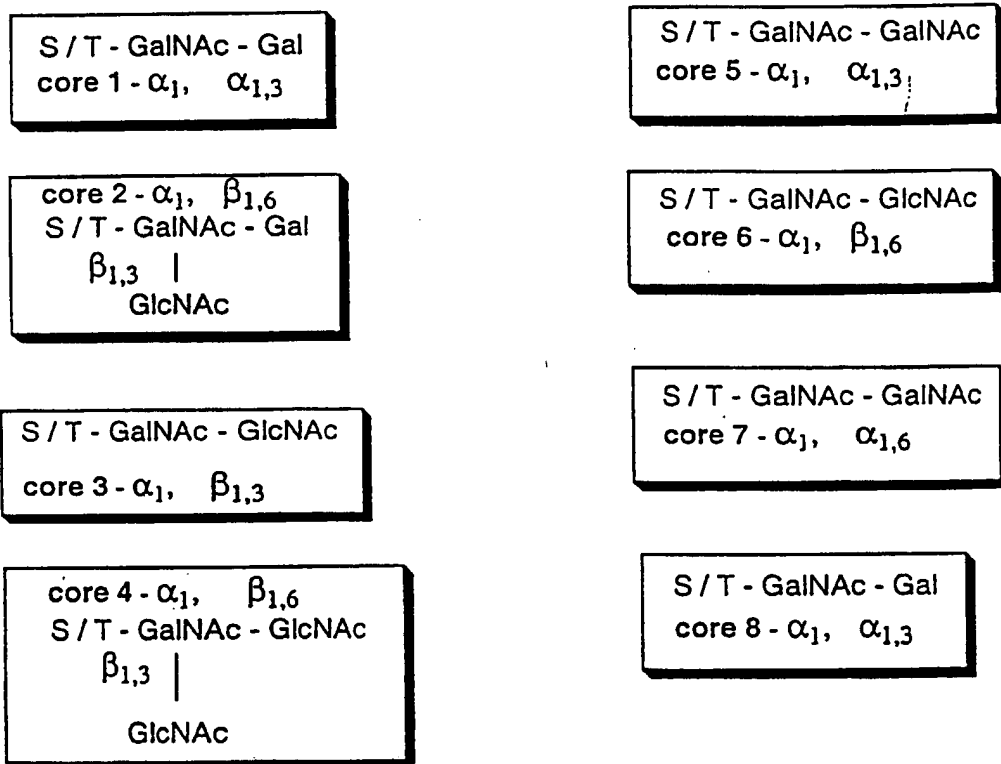 S / T - GalNAc - Gal
core 1 - α1, α1,3
core 2 - α1, β1,6
S / T - GalNAc - Gal
β1,3 |
GlcNAc
S / T - GalNAc - GlcNAc
core 3 - α1, β1,3
core 4 - α1, β1,6
S / T - GalNAc - GlcNAc
β1,3 |
GlcNAc
S / T - GalNAc - GalNAc
core 5 - α1, α1,3
S / T - GalNAc - GlcNAc
core 6 - α1, β1,6
S / T - GalNAc - GalNAc
core 7 - α1, α1,6
S / T - GalNAc - Gal
core 8 - α1, α1,3